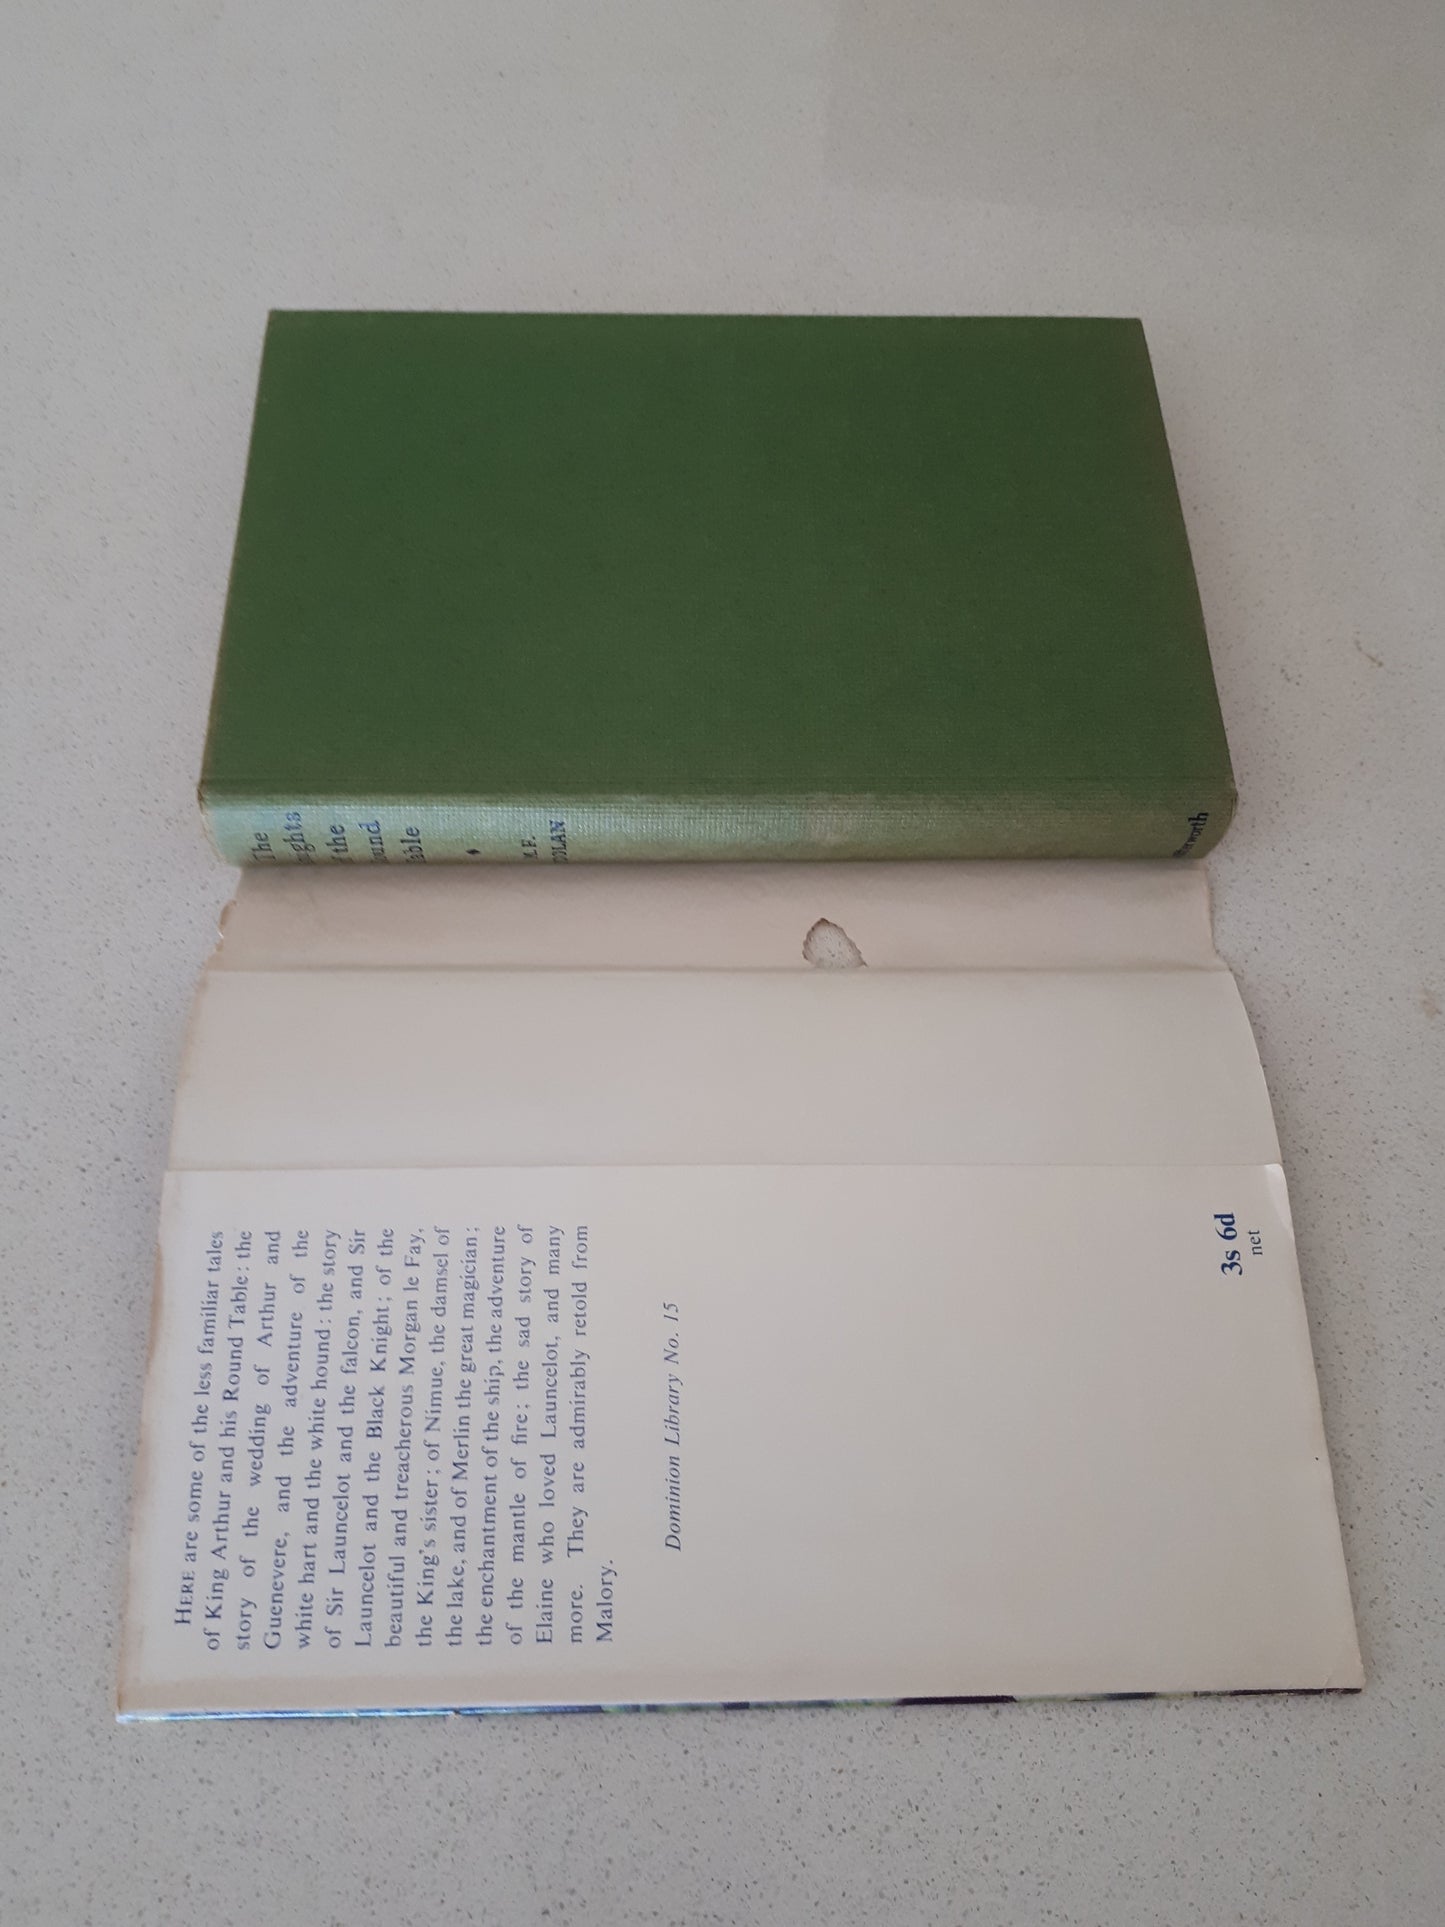 The
the
HERE are some of the less familiar tales
of King Arthur and his Round Table: the
story of the wedding of Arthur and
Guenevere, and the adventure of the
white hart and the white hound: the story
of Sir Launcelot and the falcon, and Sir
Launcelot and the Black Knight; of the
beautiful and treacherous Morgan le Fay,
the King's sister; of Nimue, the damsel of
the lake, and of Merlin the great magician;
the enchantment of the ship, the adventure
of the mantle of fire; the sad story of
Elaine who loved Launcelot, and many
more. They are admirably retold from
Malory.
Dominion Library No. 15
3s 6d
net